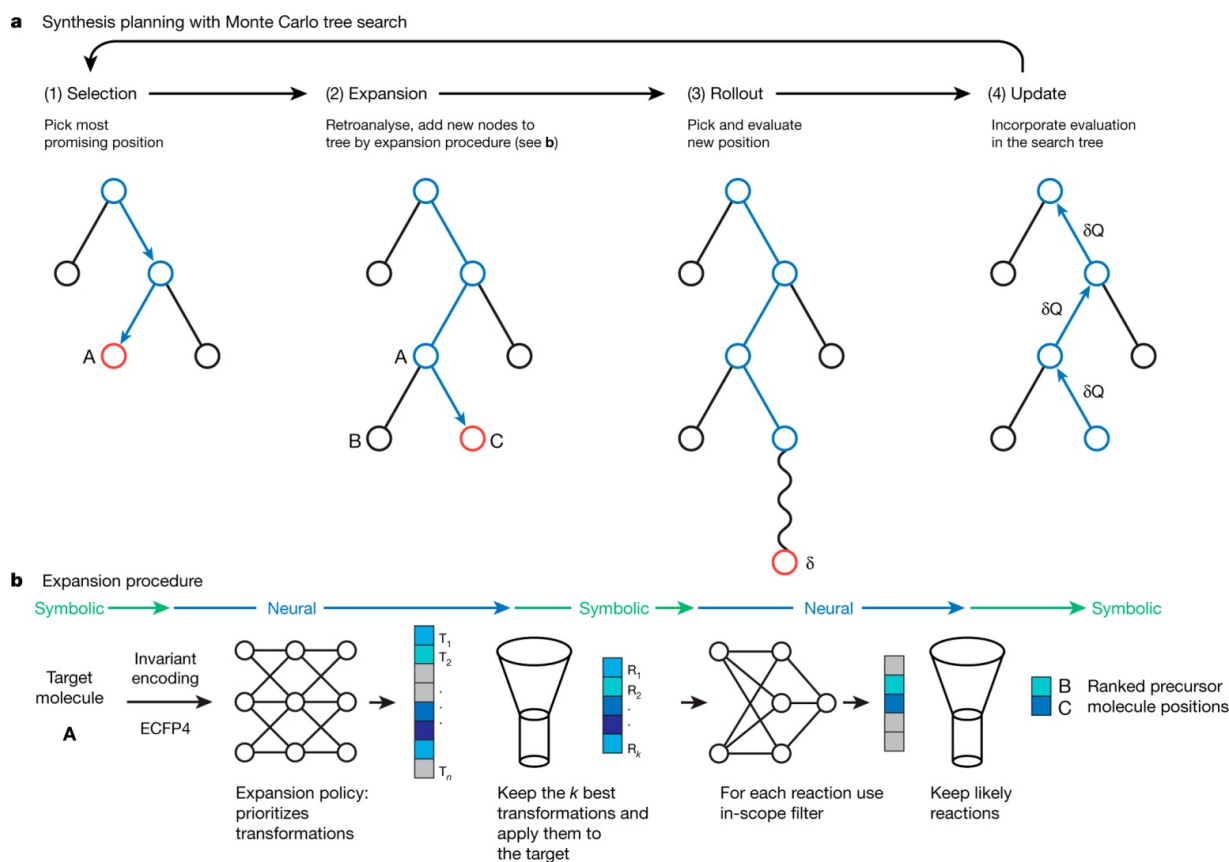 a Synthesis planning with Monte Carlo tree search
(1) Selection
Pick most
promising position
(2) Expansion
Retroanalyse, add new nodes to
tree by expansion procedure (see b)
(3) Rollout
Pick and evaluate
new position
(4) Update
Incorporate evaluation
in the search tree
A
A
B
C
δ
δQ
δQ
δQ
b Expansion procedure
Symbolic
Neural
Symbolic
Neural
Symbolic
Target
molecule
A
Invariant
encoding
ECFP4
T1
T2
.
.
.
Tn
Expansion policy:
prioritizes
transformations
R1
R2
.
.
Rk
Keep the k best
transformations and
apply them to
the target
For each reaction use
in-scope filter
Keep likely
reactions
B Ranked precursor
C molecule positions